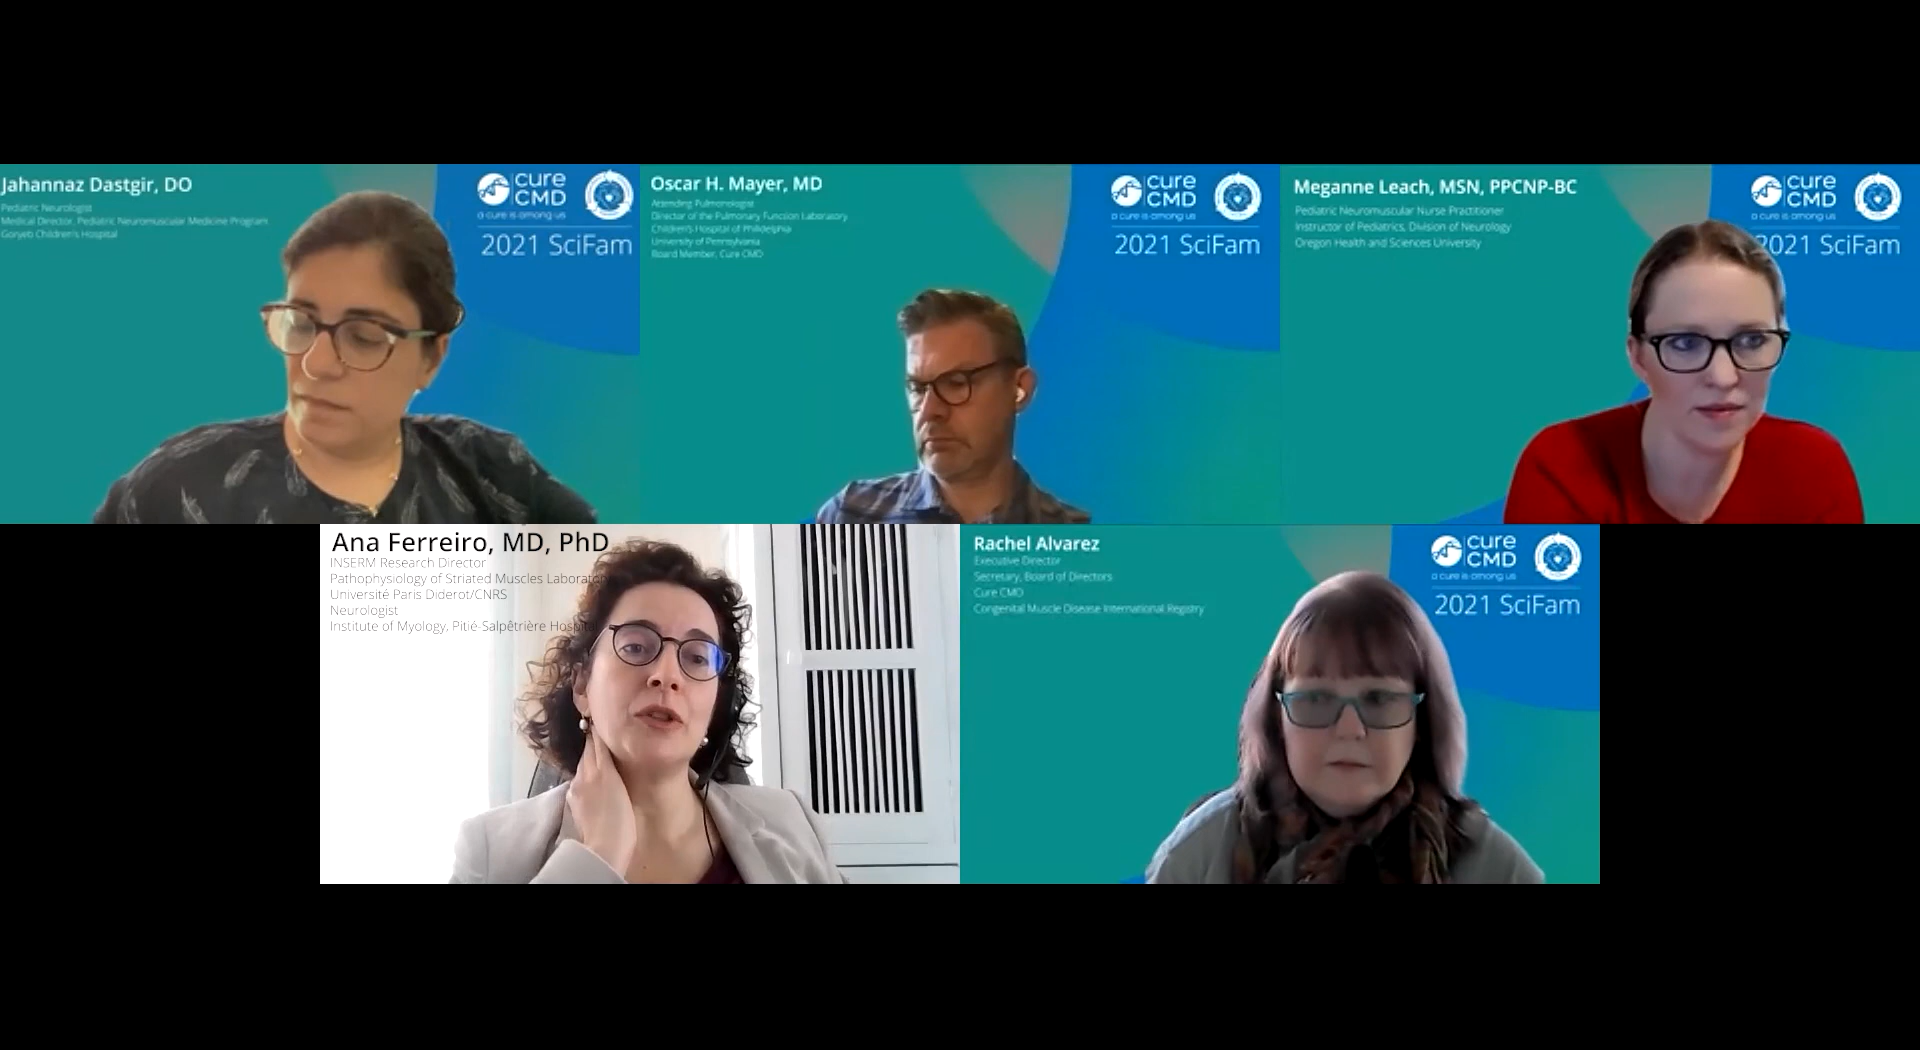 Jahannaz Dastgir, DO
Pediatric Neurologist
Medical Director, Pediatric Neuromuscular Medicine Program
Goryeb Children's Hospital
cure
CMD
a cure is among us
2021 SciFam
Oscar H. Mayer, MD
Attending Pulmonologist
Director of the Pulmonary Function Laboratory
Children's Hospital of Philadelphia
University of Pennsylvania
Board Member, Cure CMD
cure
CMD
a cure is among us
2021 SciFam
Meganne Leach, MSN, PPCNP-BC
Pediatric Neuromuscular Nurse Practitioner
Instructor of Pediatrics, Division of Neurology
Oregon Health and Sciences University
cure
CMD
a cure is among us
2021 SciFam
Ana Ferreiro, MD, PhD
INSERM Research Director
Pathophysiology of Striated Muscles Laboratory
Université Paris Diderot/CNRS
Neurologist
Institute of Myology, Pitié-Salpêtrière Hospital
Rachel Alvarez
Executive Director
Secretary, Board of Directors
Cure CMD
Congenital Muscle Disease International Registry
cure
CMD
a cure is among us
2021 SciFam